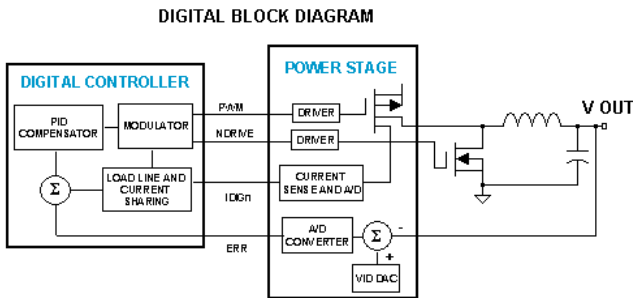 DIGITAL BLOCK DIAGRAM
DIGITAL CONTROLLER
PID
COMPENSATOR
MODULATOR
LOAD LINE AND
CURRENT
SHARING
Σ
PWM
NDRIVE
IDIGn
ERR
POWER STAGE
DRIVER
DRIVER
CURRENT
SENSE AND A/D
A/D
CONVERTER
Σ
-
+
VID DAC
V OUT